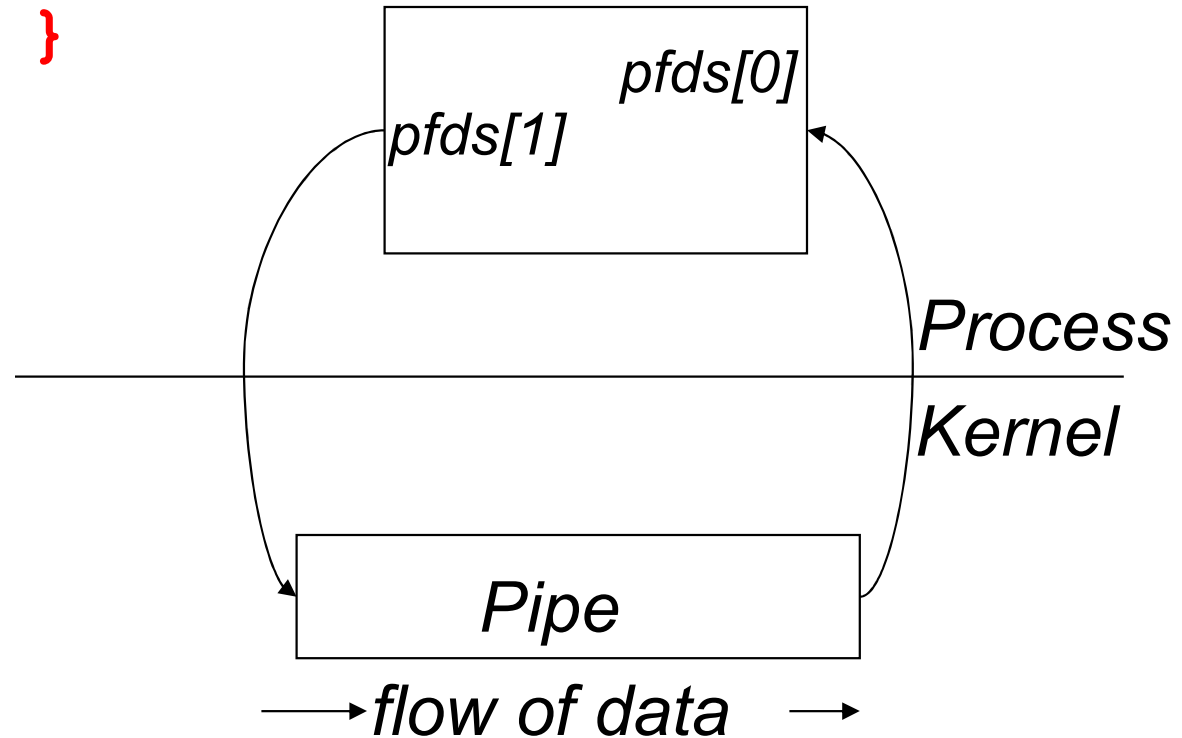 }
pfds[0]
pfds[1]
Process
Kernel
Pipe
flow of data